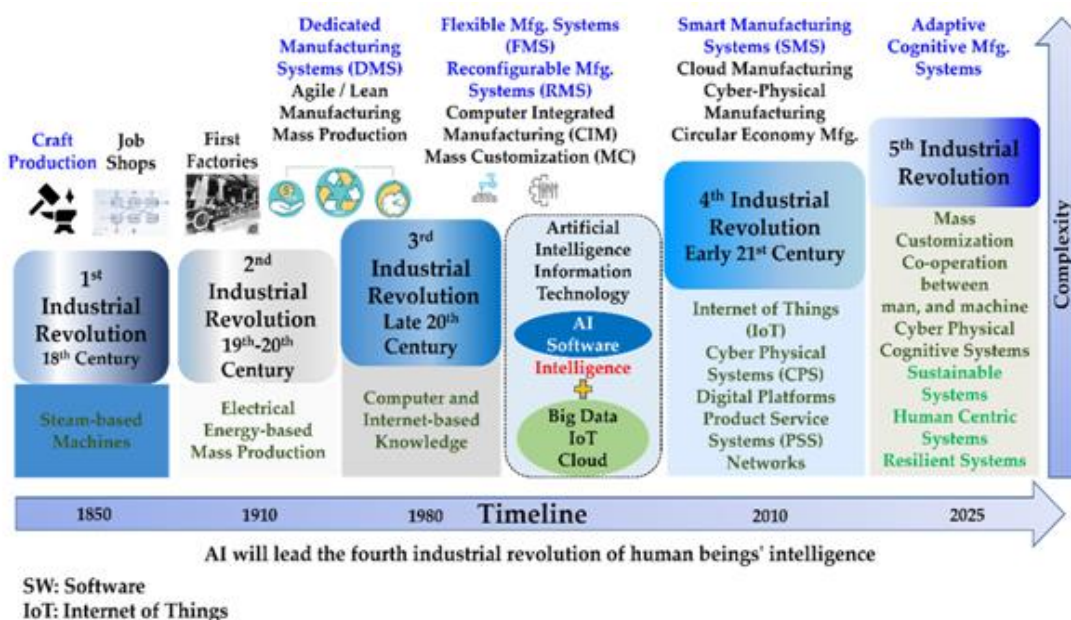 Dedicated
Manufacturing
Systems (DMS)
Agile / Lean
Manufacturing
Mass Production
Flexible Mfg. Systems
(FMS)
Reconfigurable Mfg.
Systems (RMS)
Computer Integrated
Manufacturing (CIM)
Mass Customization (MC)
Smart Manufacturing
Systems (SMS)
Cloud Manufacturing
Cyber-Physical
Manufacturing
Circular Economy Mfg.
Adaptive
Cognitive Mfg.
Systems
Craft
Production
Job
Shops
First
Factories
1st
Industrial
Revolution
18th Century
Steam-based
Machines
2nd
Industrial
Revolution
19th-20th
Century
Electrical
Energy-based
Mass Production
3rd
Industrial
Revolution
Late 20th
Century
Computer and
Internet-based
Knowledge
Artificial
Intelligence
Information
Technology
AI
Software
Intelligence
Big Data
IoT
Cloud
4th Industrial
Revolution
Early 21st Century
Internet of Things
(IoT)
Cyber Physical
Systems (CPS)
Digital Platforms
Product Service
Systems (PSS)
Networks
5th Industrial
Revolution
Mass
Customization
Co-operation
between
man, and machine
Cyber Physical
Cognitive Systems
Sustainable
Systems
Human Centric
Systems
Resilient Systems
Complexity
1850 1910 1980 Timeline 2010 2025
AI will lead the fourth industrial revolution of human beings' intelligence
SW: Software
IoT: Internet of Things